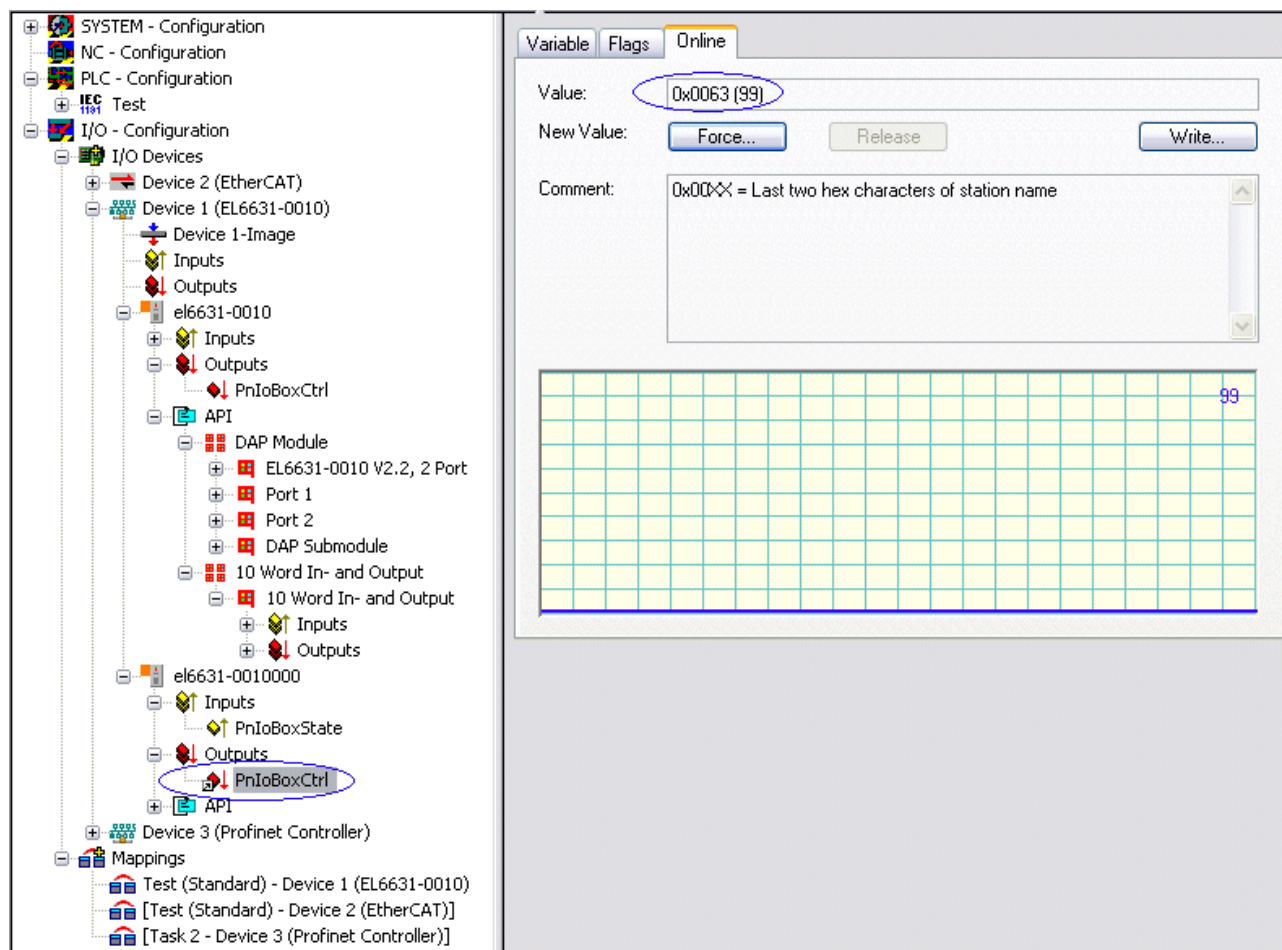 SYSTEM - Configuration
NC - Configuration
PLC - Configuration
IEC 1131 Test
I/O - Configuration
I/O Devices
Device 2 (EtherCAT)
Device 1 (EL6631-0010)
Device 1-Image
Inputs
Outputs
el6631-0010
Inputs
Outputs
PnIoBoxCtrl
API
DAP Module
EL6631-0010 V2.2, 2 Port
Port 1
Port 2
DAP Submodule
10 Word In- and Output
10 Word In- and Output
Inputs
Outputs
el6631-0010000
Inputs
PnIoBoxState
Outputs
PnIoBoxCtrl
API
Device 3 (Profinet Controller)
Mappings
Test (Standard) - Device 1 (EL6631-0010)
[Test (Standard) - Device 2 (EtherCAT)]
[Task 2 - Device 3 (Profinet Controller)]
Variable Flags Online
Value: 0x0063 (99)
New Value: Force... Release Write...
Comment: 0x00XX = Last two hex characters of station name
99